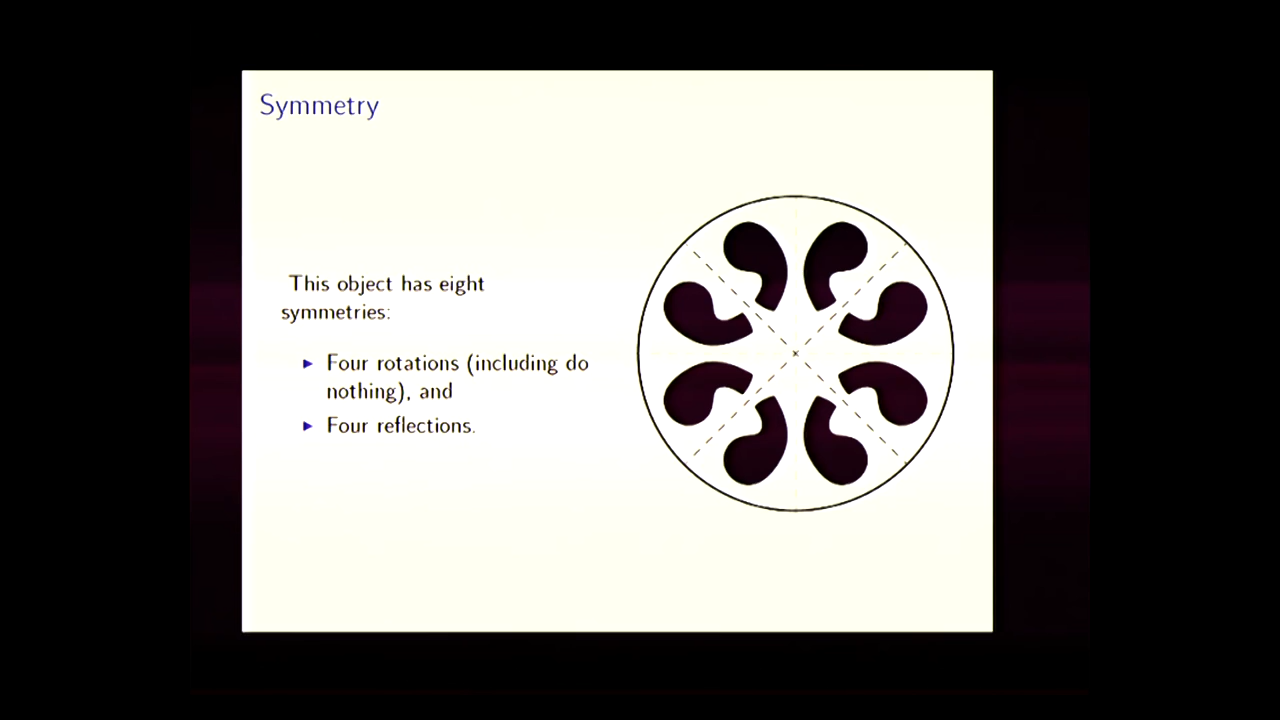 Symmetry
This object has eight
symmetries:
Four rotations (including do
nothing), and
Four reflections.